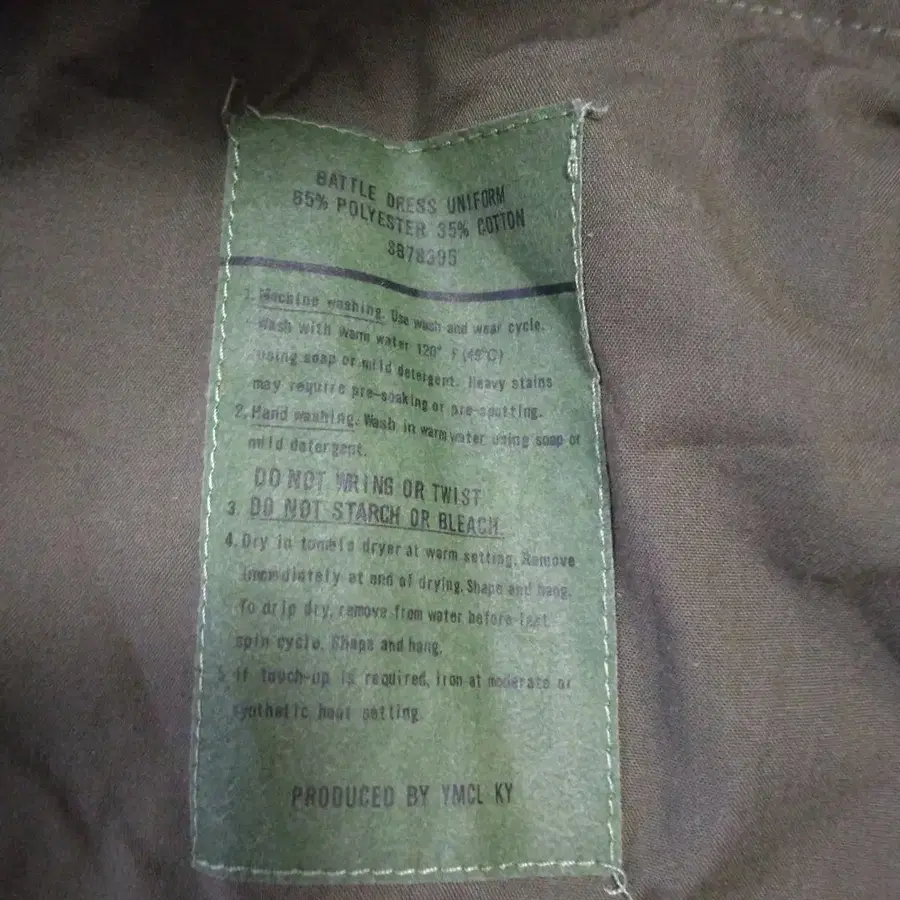 BATTLE DRESS UNIFORM
65% POLYESTER 35% COTTON
S878395
1. Machine washing. Use wash and wear cycle.
Wash with warm water 120° F (49°C)
using soap or mild detergent. Heavy stains
may require pre-soaking or pre-spotting.
2. Hand washing. Wash in warm water using soap or
mild detergent.
DO NOT WRING OR TWIST
3. DO NOT STARCH OR BLEACH.
4. Dry in tomele dryer at warm setting. Remove
immediately at end of drying. Shape and hang.
To drip dry, remove from water before last
spin cycle. Shape and hang.
5. If touch-up is required, iron at moderate or
synthetic heat setting.
PRODUCED BY YMCL KY